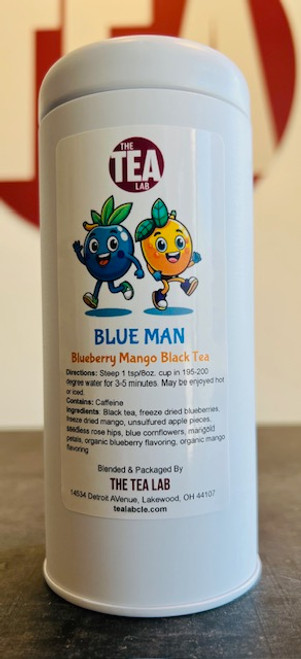 THE
TEA
LAB
BLUE MAN
Blueberry Mango Black Tea
Directions: Steep 1 tsp/8oz. cup in 195-200
degree water for 3-5 minutes. May be enjoyed hot
or iced.
Contains: Caffeine
Ingredients: Black tea, freeze dried blueberries,
freeze dried mango, unsulfured apple pieces,
seedless rose hips, blue cornflowers, marigold
petals, organic blueberry flavoring, organic mango
flavoring
Blended & Packaged By
THE TEA LAB
14534 Detroit AVenue, Lakewood, OH 44107
tealabcle.com